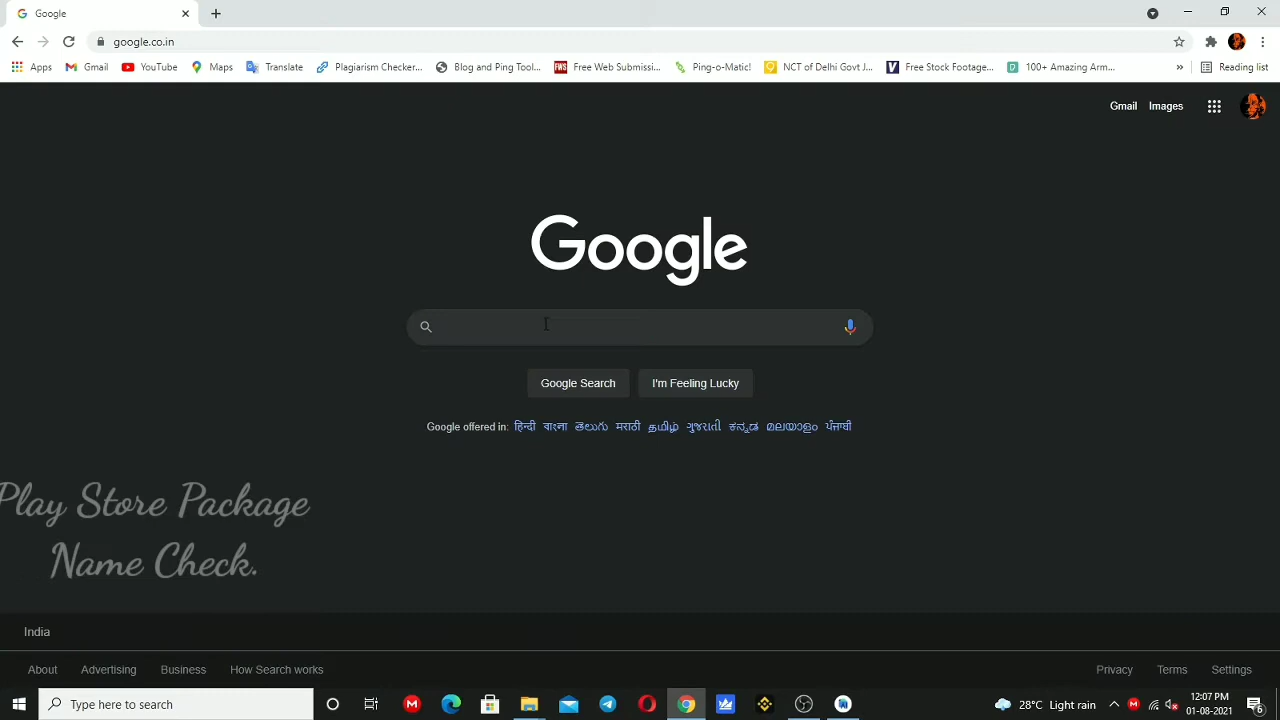 Google
google.co.in
Apps
Gmail
YouTube
Maps
Translate
Plagiarism Checker...
Blog and Ping Tool...
FWS
Free Web Submissi...
Ping-o-Matic!
NCT of Delhi Govt J...
Free Stock Footage...
100+ Amazing Arm...
»
Reading list
Gmail
Images
Google
Google Search
I'm Feeling Lucky
Google offered in: हिन्दी বাংলা తెలుగు मराठी தமிழ் ગુજરાતી ಕನ್ನಡ മലയാളം ਪੰਜਾਬੀ
Play Store Package
Name Check.
India
About
Advertising
Business
How Search works
Privacy
Terms
Settings
Type here to search
28°C Light rain
12:07 PM
01-08-2021
6